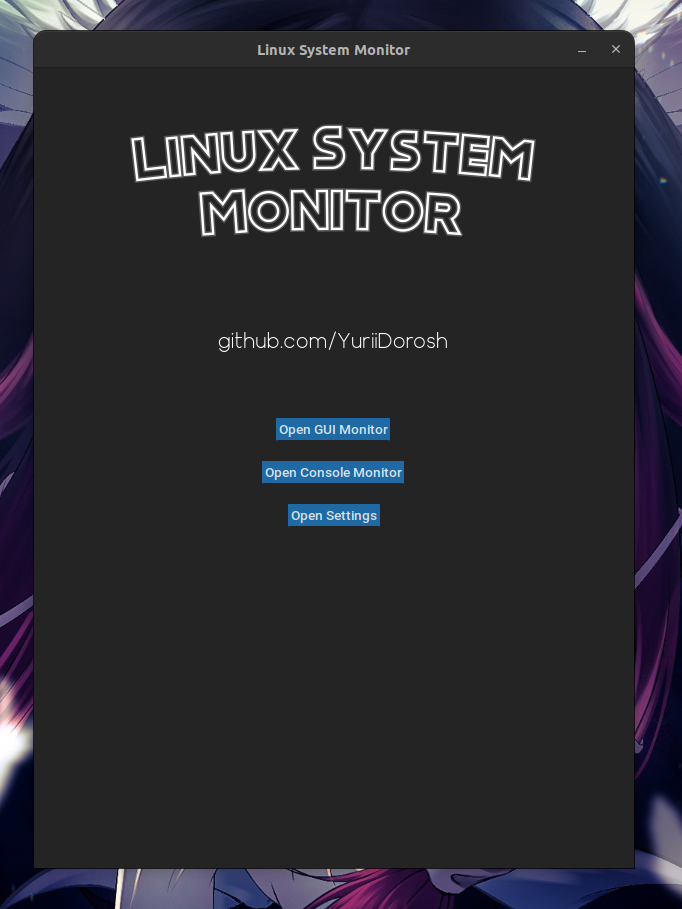 Linux System Monitor
LINUX SYSTEM
MONITOR
github.com/YuriiDorosh
Open GUI Monitor
Open Console Monitor
Open Settings